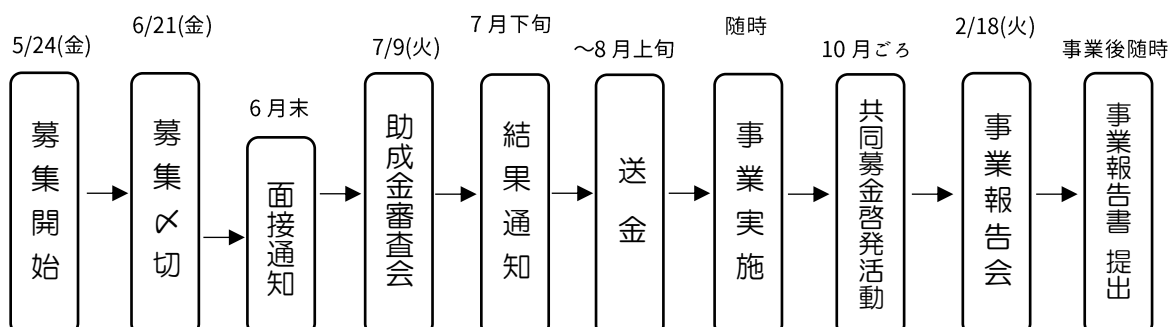 5/24(金)
募集開始
6/21(金)
募集〆切
6月末
面接通知
7/9(火)
助成金審査会
7月下旬
結果通知
～8月上旬
送金
随時
事業実施
10月ごろ
共同募金啓発活動
2/18(火)
事業報告会
事業後随時
事業報告書 提出